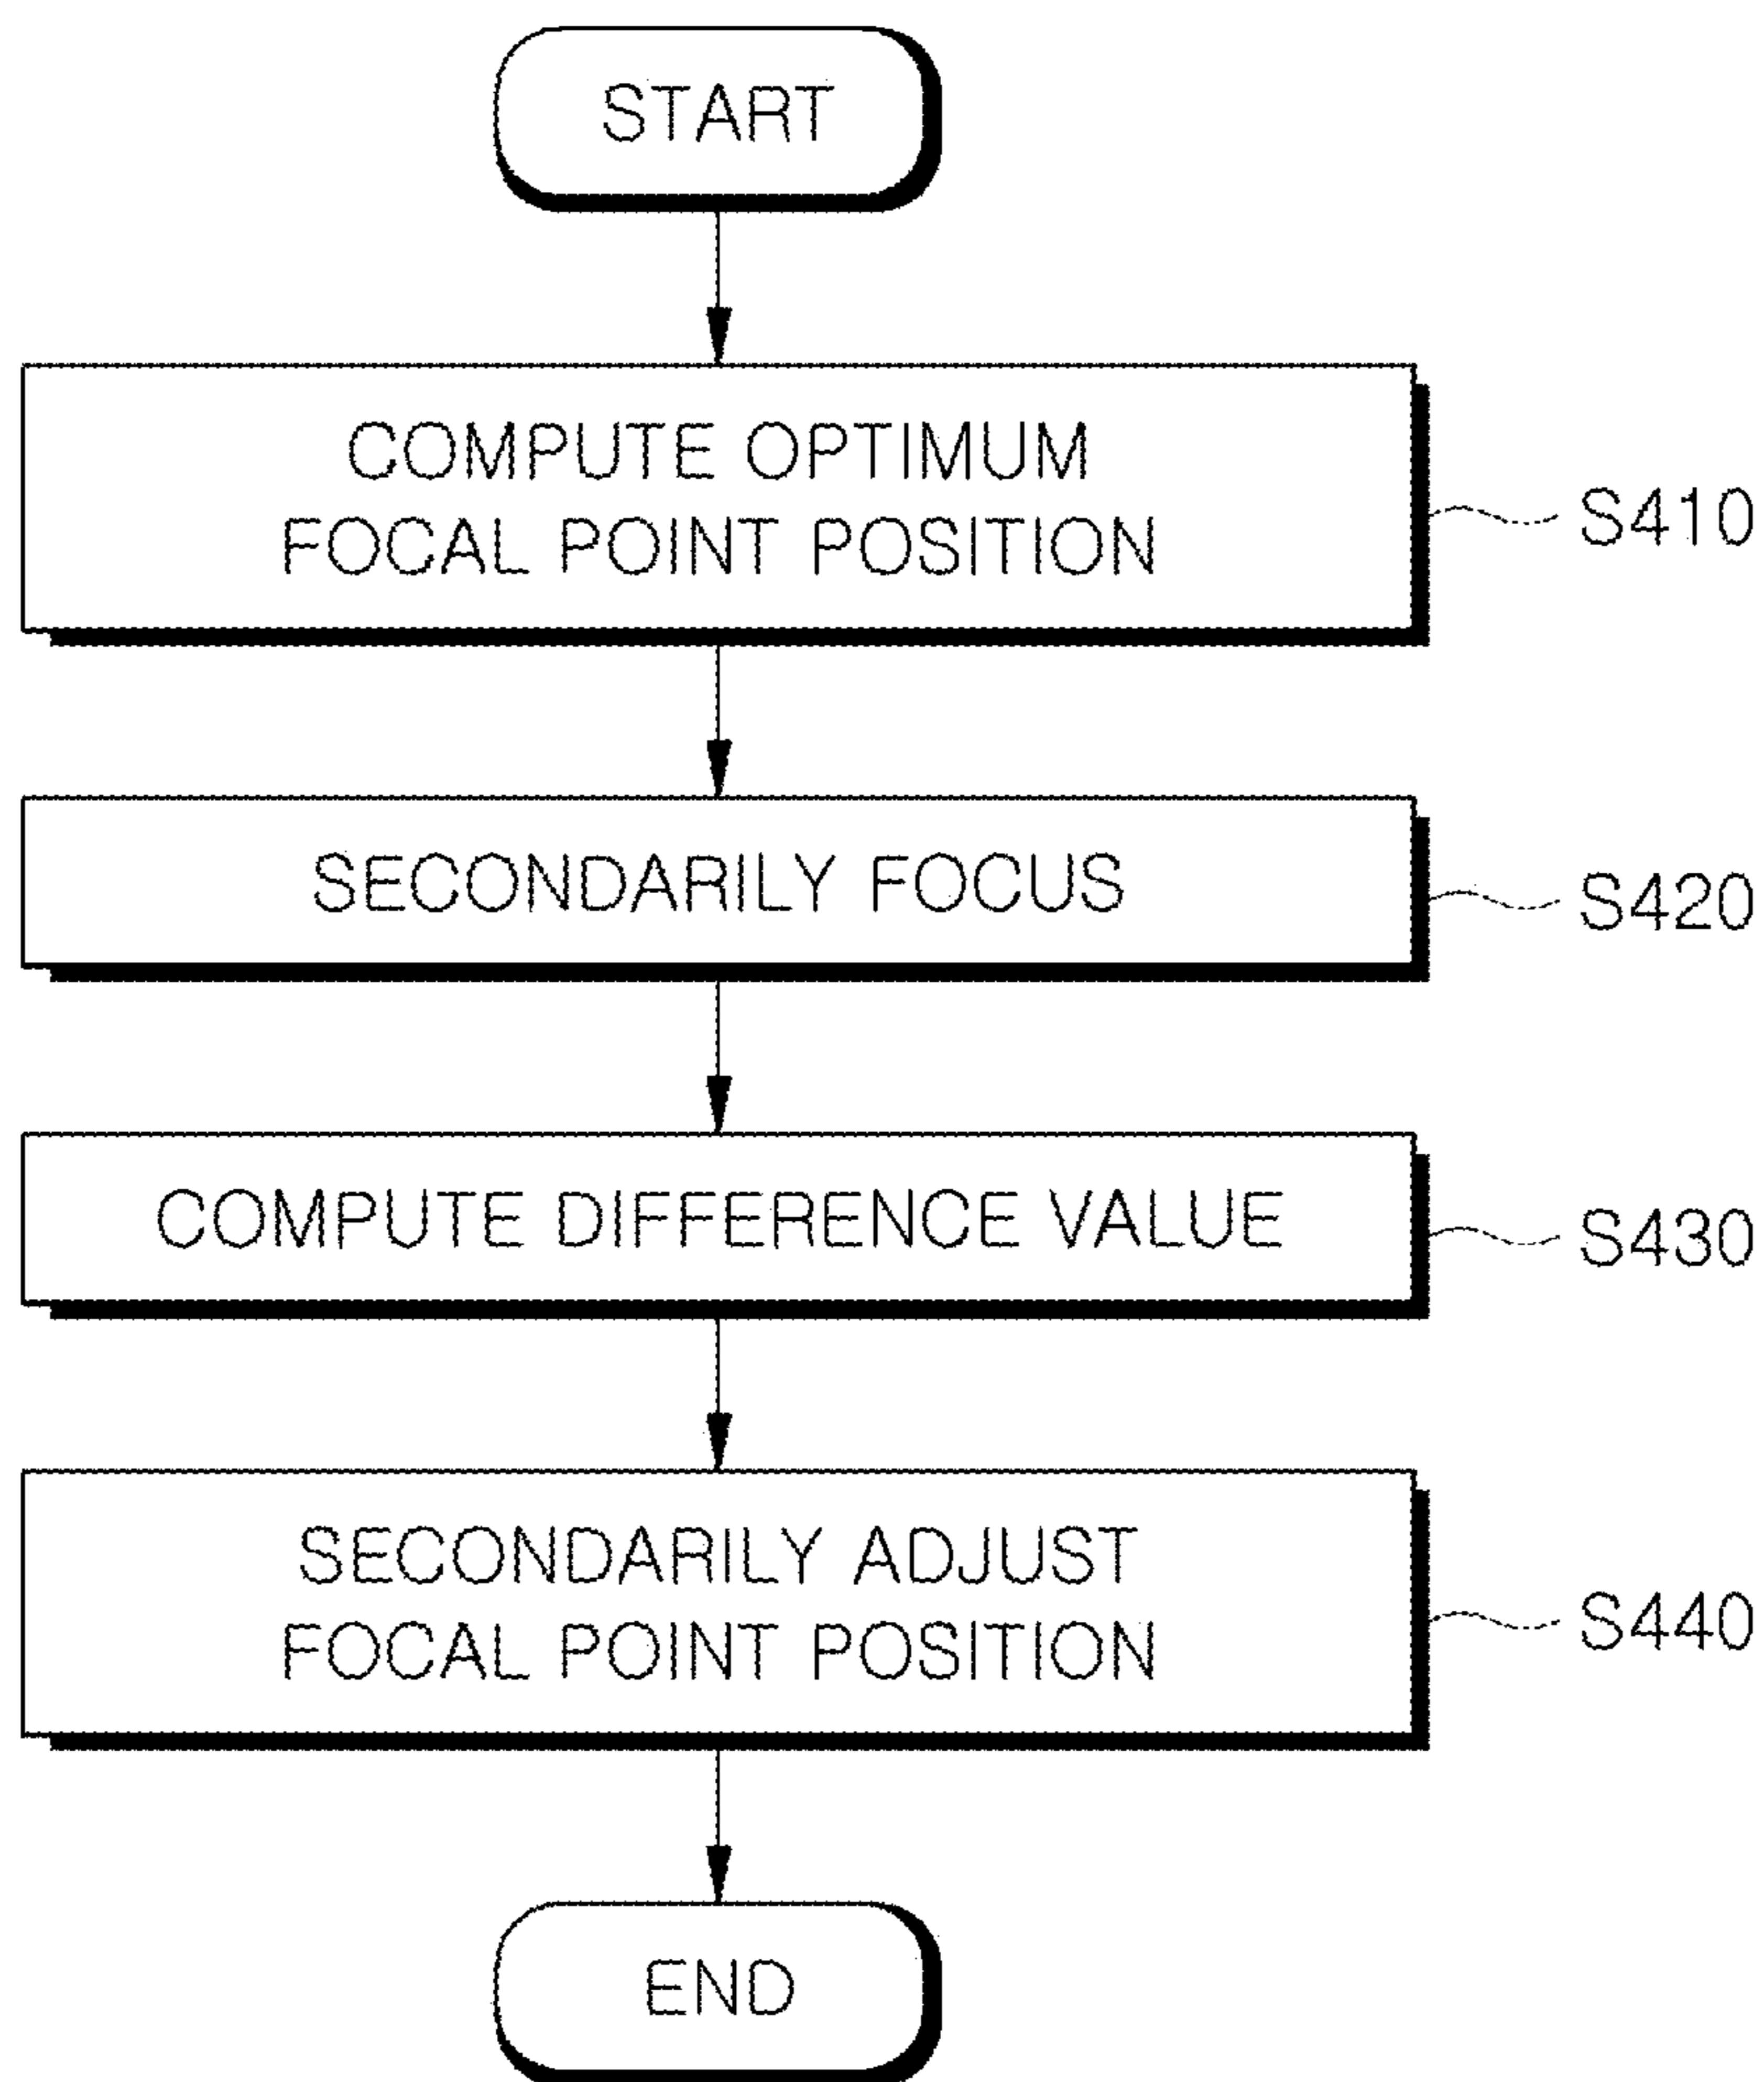 START
COMPUTE OPTIMUM
FOCAL POINT POSITION
S410
SECONDARILY FOCUS
S420
COMPUTE DIFFERENCE VALUE
S430
SECONDARILY ADJUST
FOCAL POINT POSITION
S440
END